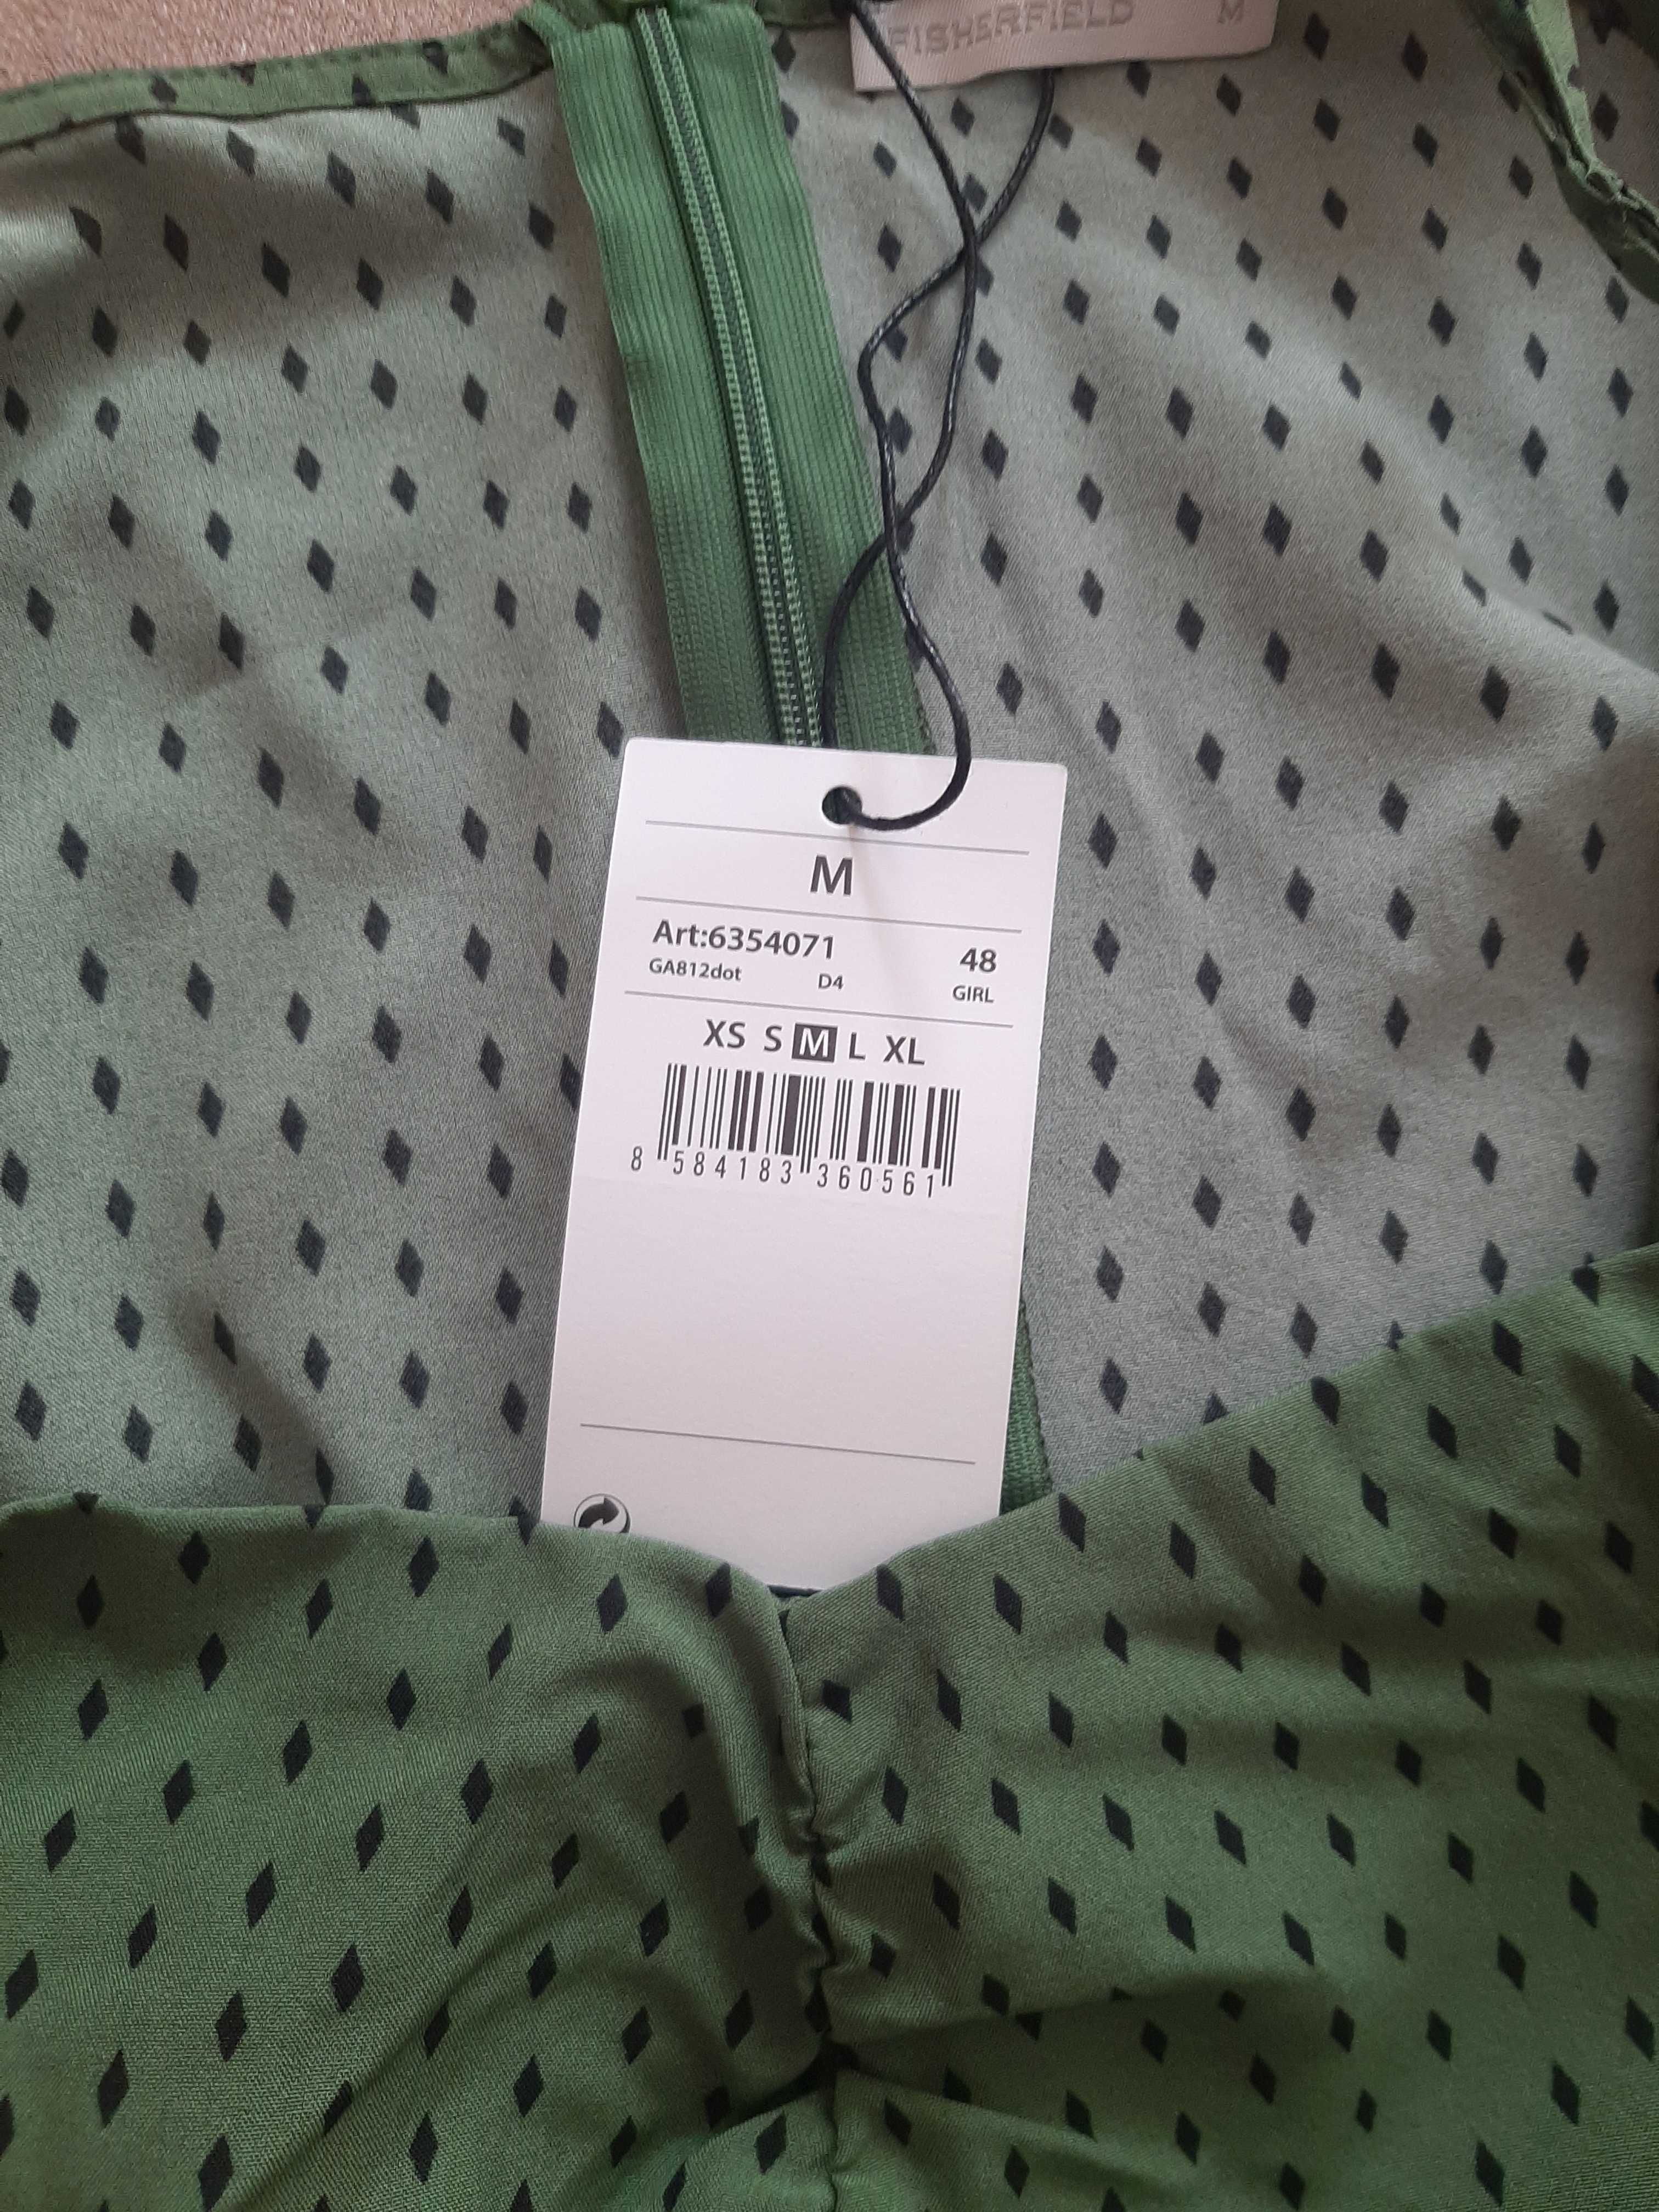 FISHERFIELD M
M
Art:6354071 48
GA812dot D4 GIRL
XS S M L XL
8 584183 360561